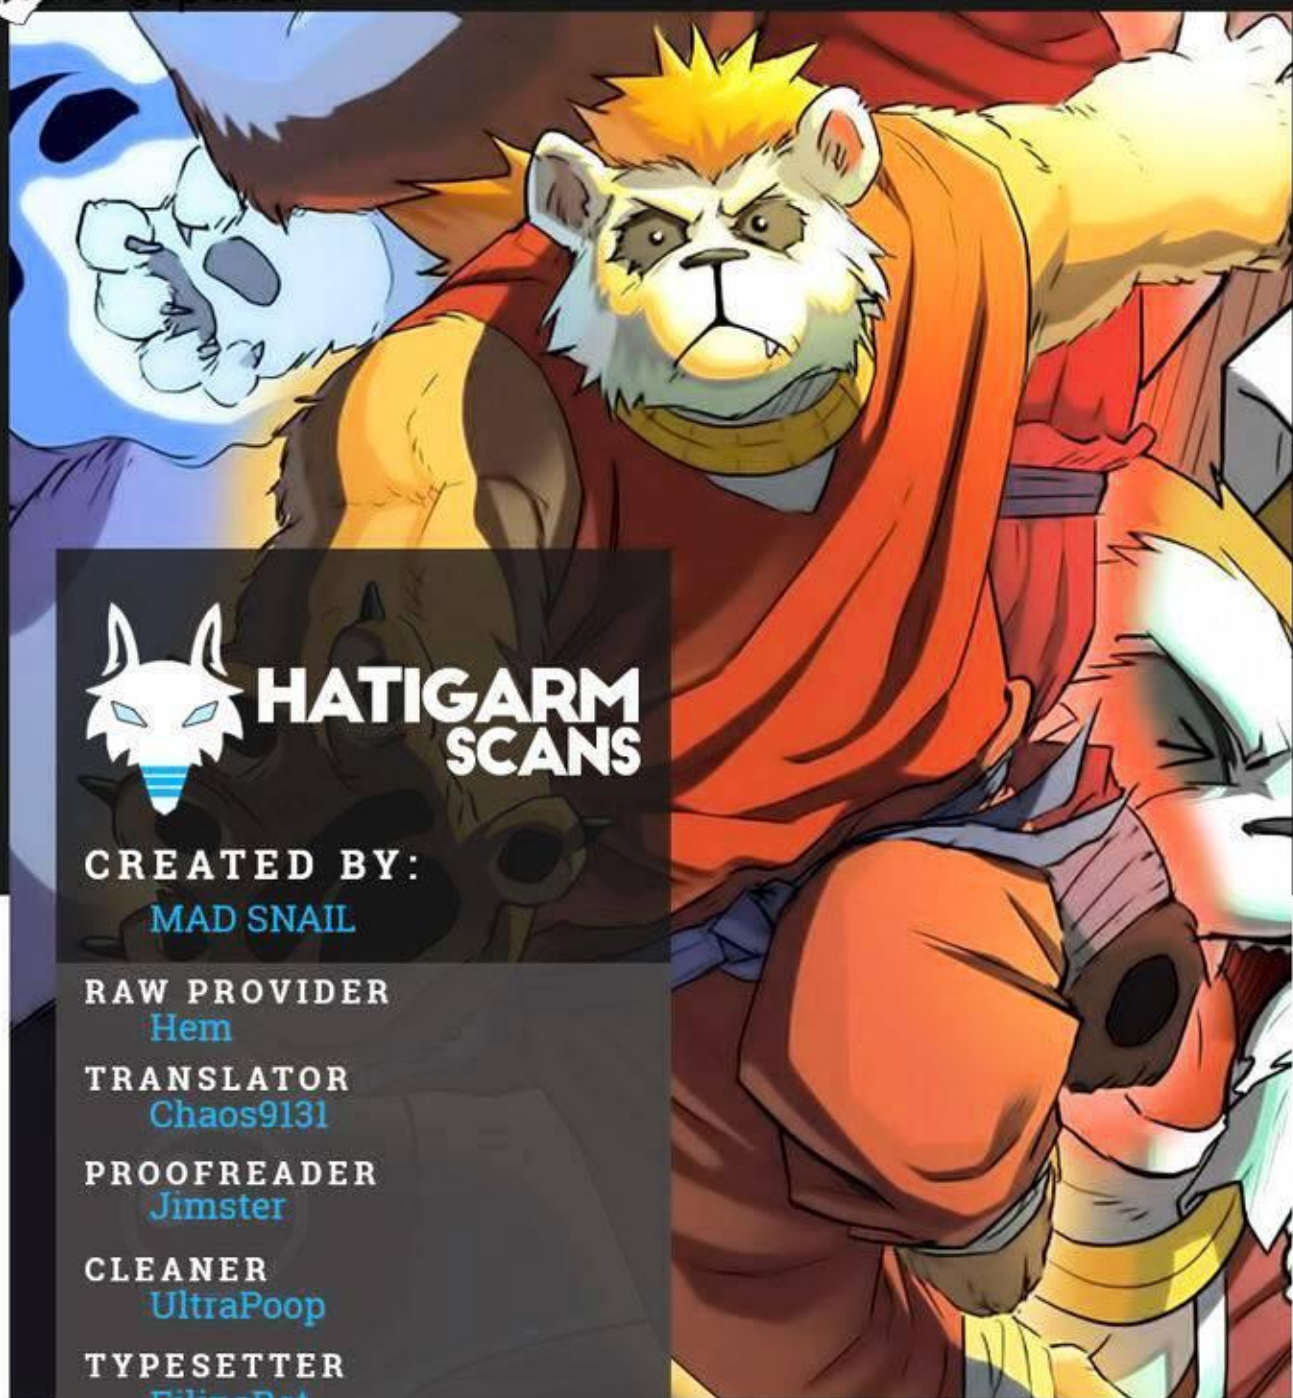 HATIGARM
SCANS
CREATED BY:
MAD SNAIL
RAW PROVIDER
Hem
TRANSLATOR
Chaos9131
PROOFREADER
Jimster
CLEANER
UltraPoop
TYPESETTER